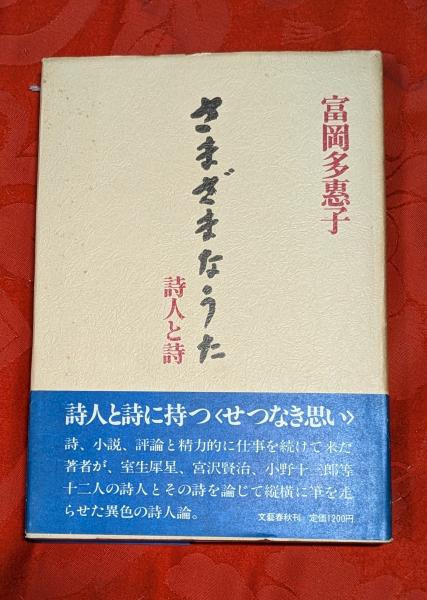 富岡多惠子
さまざまなうた
詩人と詩
詩人と詩に持つ〈せつなき思い〉
詩、小説、評論と精力的に仕事を続けて来た
著者が、室生犀星、宮沢賢治、小野十三郎等
十二人の詩人とその詩を論じて縦横に筆を走
らせた異色の詩人論。
文藝春秋刊 定価1200円